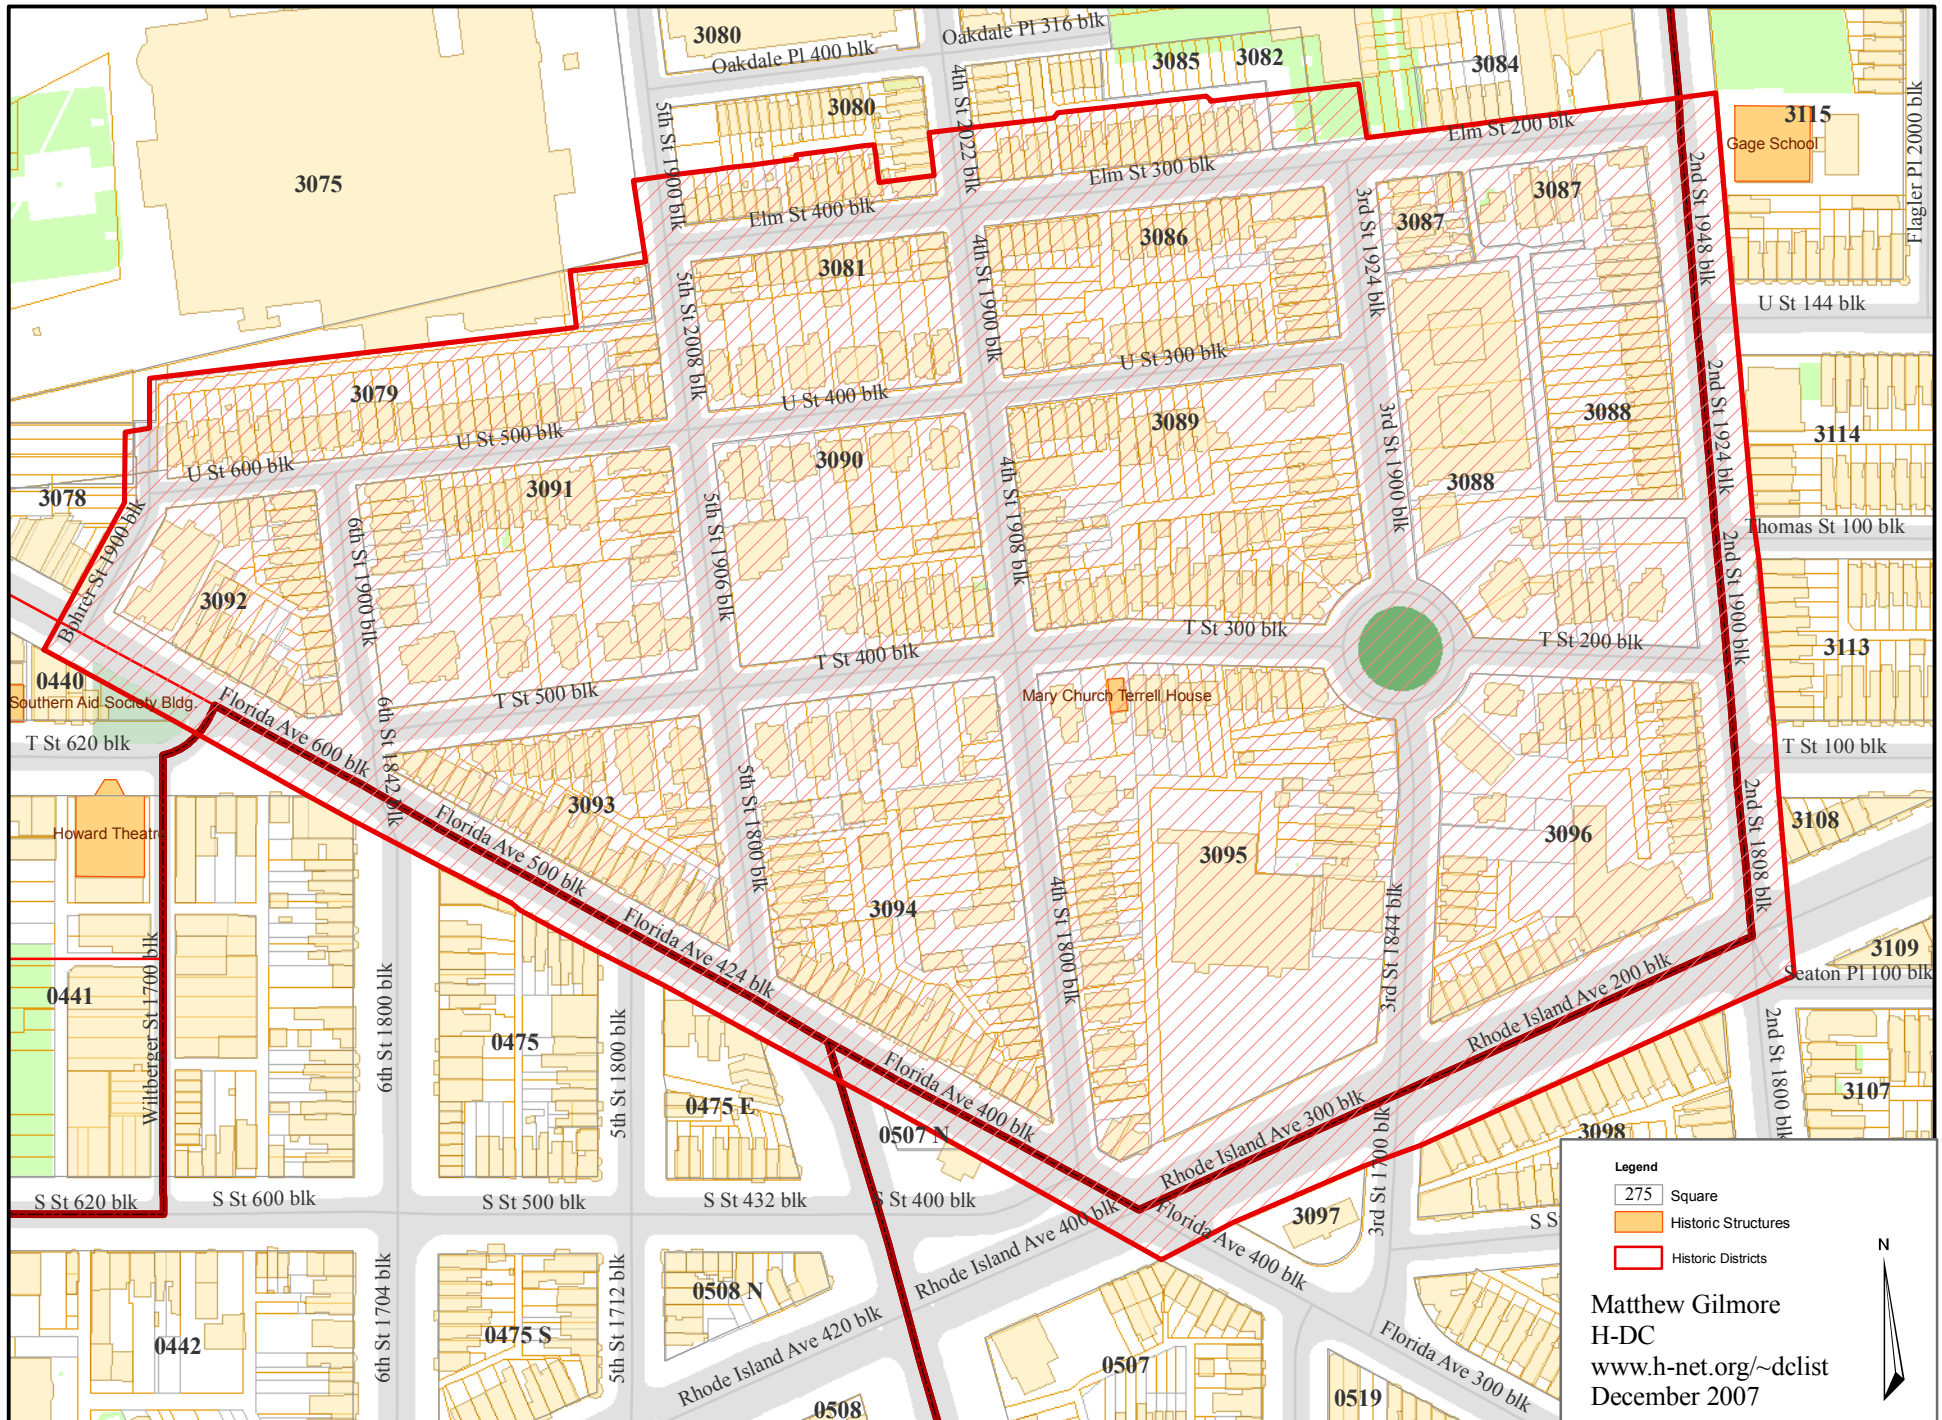 3080
Oakdale Pl 400 blk
Oakdale Pl 316 blk
3085
3082
3084
3080
3075
5th St 1900 blk
4th St 2022 blk
Elm St 400 blk
Elm St 300 blk
Elm St 200 blk
3115
Gage School
Flagler Pl 2000 blk
2nd St 1948 blk
3087
3087
3086
3081
3rd St 1924 blk
4th St 1900 blk
5th St 2008 blk
U St 144 blk
3079
U St 600 blk
U St 500 blk
U St 400 blk
U St 300 blk
3078
3091
3090
3089
3088
3088
3114
2nd St 1924 blk
3rd St 1900 blk
4th St 1908 blk
5th St 1906 blk
6th St 1900 blk
Bohrer St 1900 blk
Thomas St 100 blk
2nd St 1900 blk
3092
T St 500 blk
T St 400 blk
T St 300 blk
T St 200 blk
3113
0440
Southern Aid Society Bldg.
Mary Church Terrell House
T St 620 blk
T St 100 blk
Florida Ave 600 blk
6th St 1842 blk
5th St 1800 blk
2nd St 1808 blk
3093
Howard Theatre
Florida Ave 500 blk
3095
3096
3108
3094
Florida Ave 424 blk
4th St 1800 blk
3rd St 1844 blk
Rhode Island Ave 200 blk
3109
Seaton Pl 100 blk
0441
Wiltberger St 1700 blk
6th St 1800 blk
0475
5th St 1800 blk
0475 E
0507 N
Florida Ave 400 blk
Rhode Island Ave 300 blk
3rd St 1700 blk
2nd St 1800 blk
3107
3098
S St 620 blk
S St 600 blk
S St 500 blk
S St 432 blk
S St 400 blk
Rhode Island Ave 400 blk
Florida Ave 400 blk
3097
S S
0442
6th St 1704 blk
0475 S
5th St 1712 blk
0508 N
Rhode Island Ave 420 blk
0508
0507
0519
Florida Ave 300 blk
Legend
275 Square
Historic Structures
Historic Districts
N
Matthew Gilmore
H-DC
www.h-net.org/~dclist
December 2007